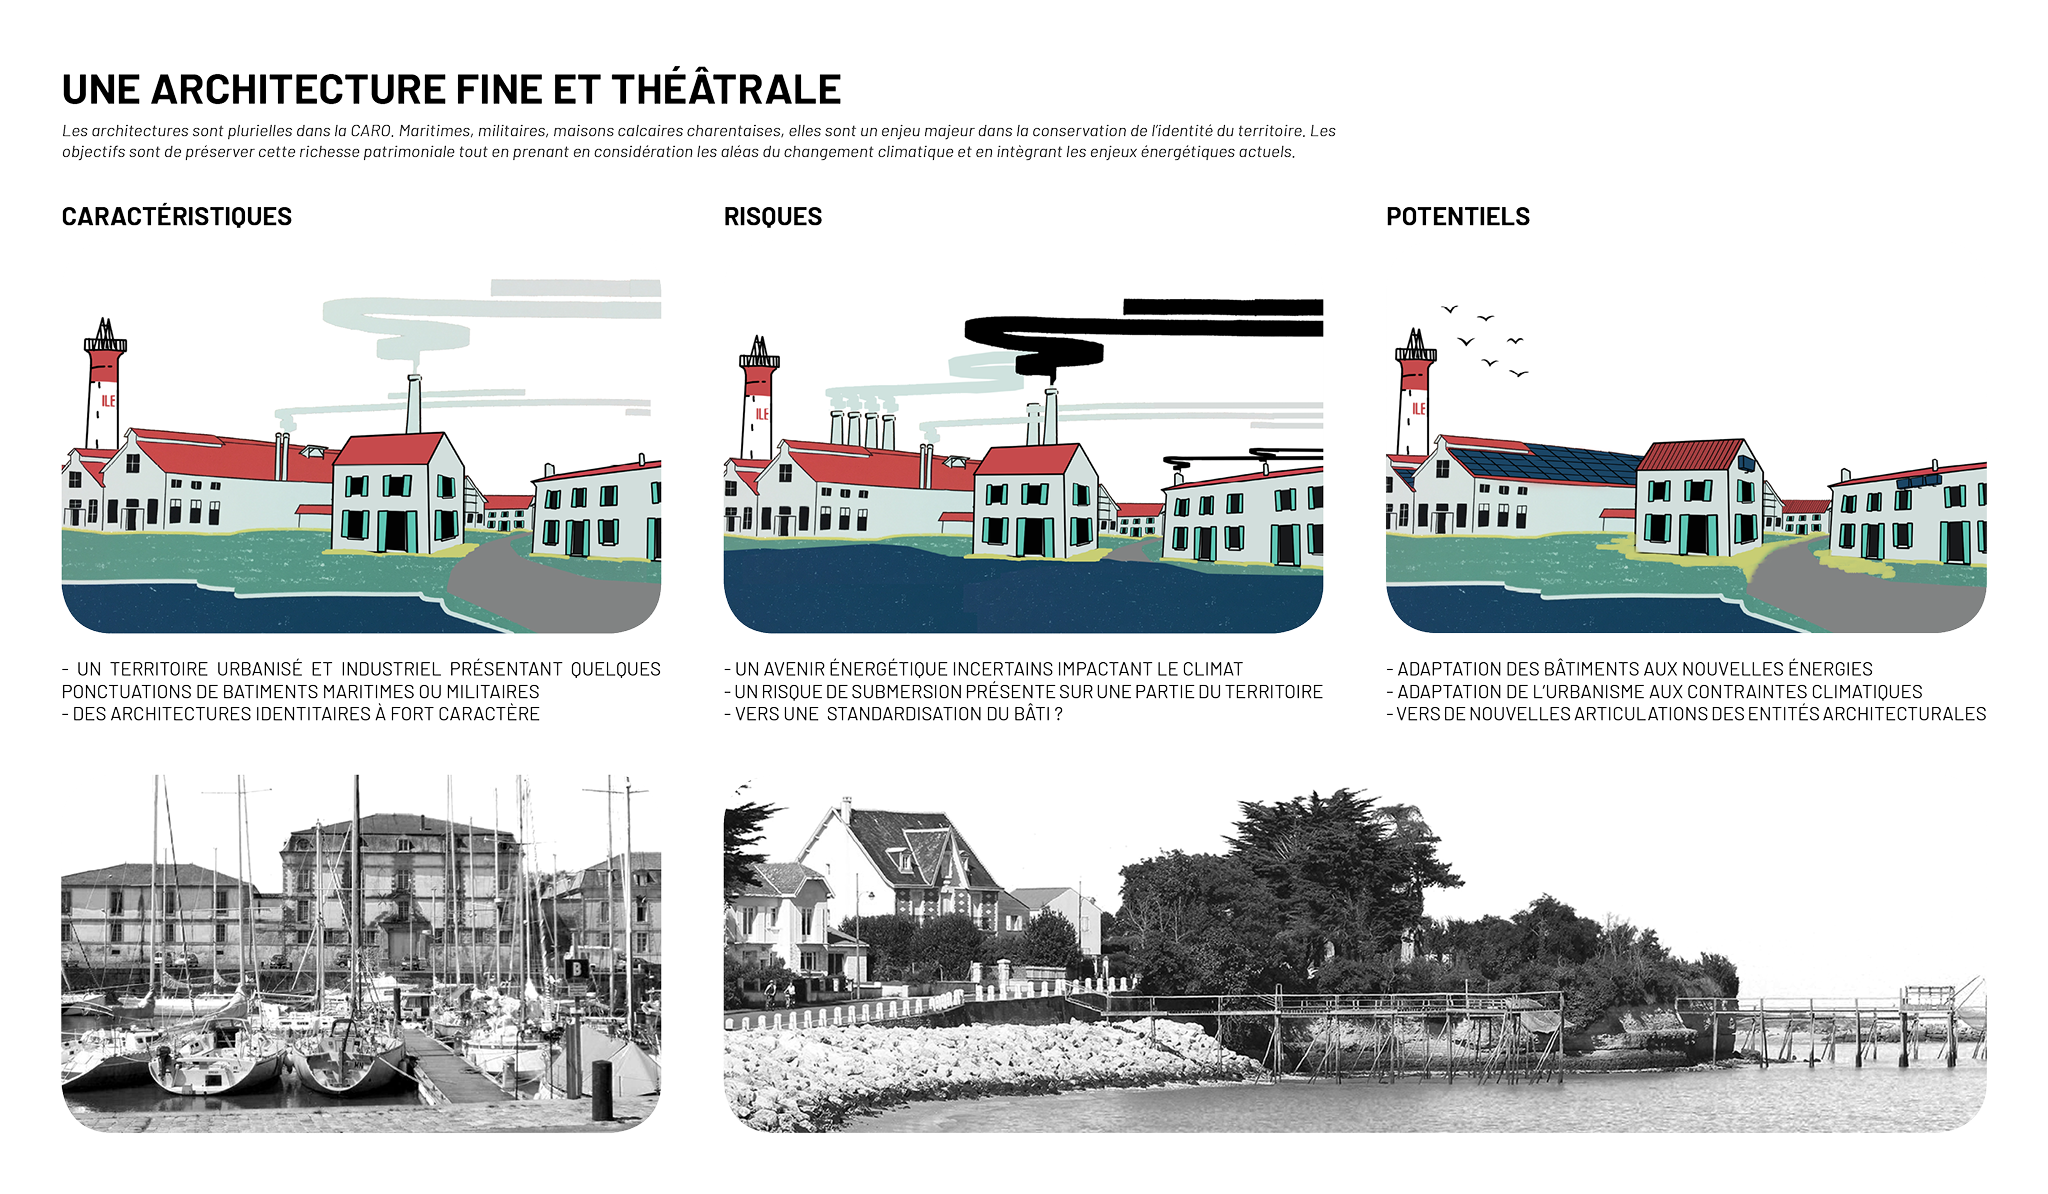 UNE ARCHITECTURE FINE ET THÉÂTRALE
Les architectures sont plurielles dans la CARO. Maritimes, militaires, maisons calcaires charentaises, elles sont un enjeu majeur dans la conservation de l'identité du territoire. Les
objectifs sont de préserver cette richesse patrimoniale tout en prenant en considération les aléas du changement climatique et en intègrant les enjeux énergétiques actuels.
CARACTÉRISTIQUES
ILE
- UN TERRITOIRE URBANISÉ ET INDUSTRIEL PRÉSENTANT QUELQUES
PONCTUATIONS DE BATIMENTS MARITIMES OU MILITAIRES
- DES ARCHITECTURES IDENTITAIRES À FORT CARACTÈRE
RISQUES
ILE
- UN AVENIR ÉNERGÉTIQUE INCERTAINS IMPACTANT LE CLIMAT
- UN RISQUE DE SUBMERSION PRÉSENTE SUR UNE PARTIE DU TERRITOIRE
- VERS UNE STANDARDISATION DU BÂTI ?
POTENTIELS
ILE
- ADAPTATION DES BÂTIMENTS AUX NOUVELLES ÉNERGIES
- ADAPTATION DE L'URBANISME AUX CONTRAINTES CLIMATIQUES
- VERS DE NOUVELLES ARTICULATIONS DES ENTITÉS ARCHITECTURALES
B